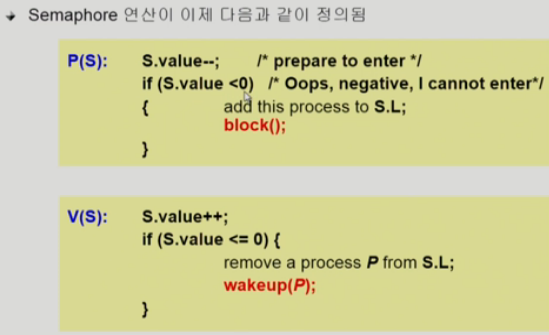 Semaphore 연산이 이제 다음과 같이 정의됨
P(S): S.value--; /* prepare to enter */
if (S.value <0) /* Oops, negative, I cannot enter*/
{ add this process to S.L;
block();
}
V(S): S.value++;
if (S.value <= 0) {
remove a process P from S.L;
wakeup(P);
}